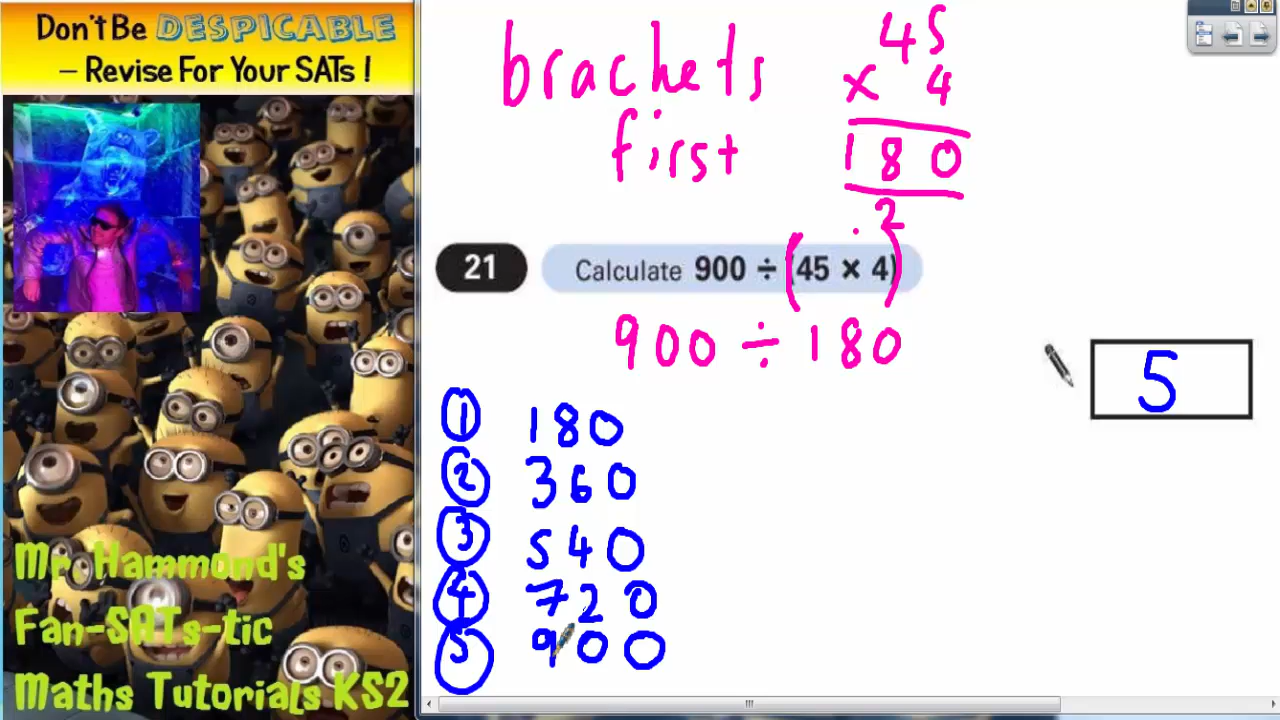 Don't Be DESPICABLE
– Revise For Your SATs !
Mr. Hammond's
Fan-SATs-tic
Maths Tutorials KS2
brackets
first
45
× 4
180
2
21
Calculate 900 ÷ (45 × 4)
900 ÷ 180
5
1 180
2 360
3 540
4 720
5 900